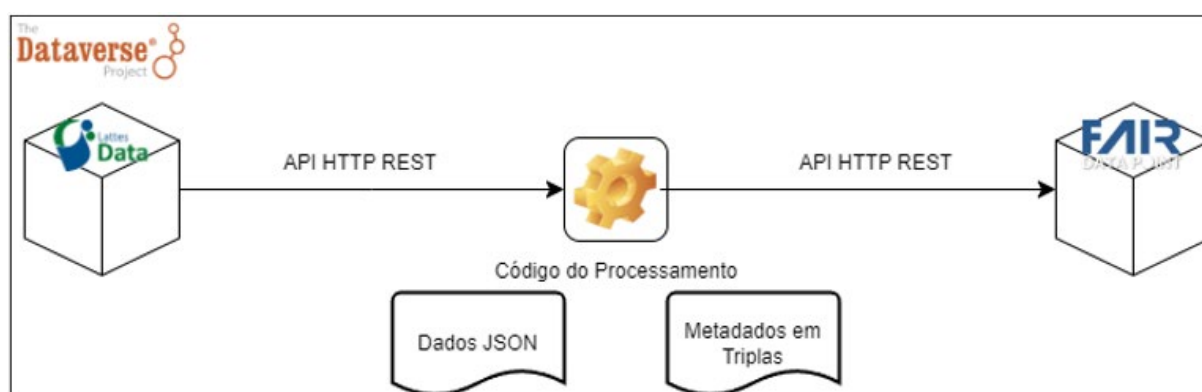 The
Dataverse®
Project
Lattes
Data
API HTTP REST
API HTTP REST
FAIR
DATA POINT
Código do Processamento
Dados JSON
Metadados em
Triplas